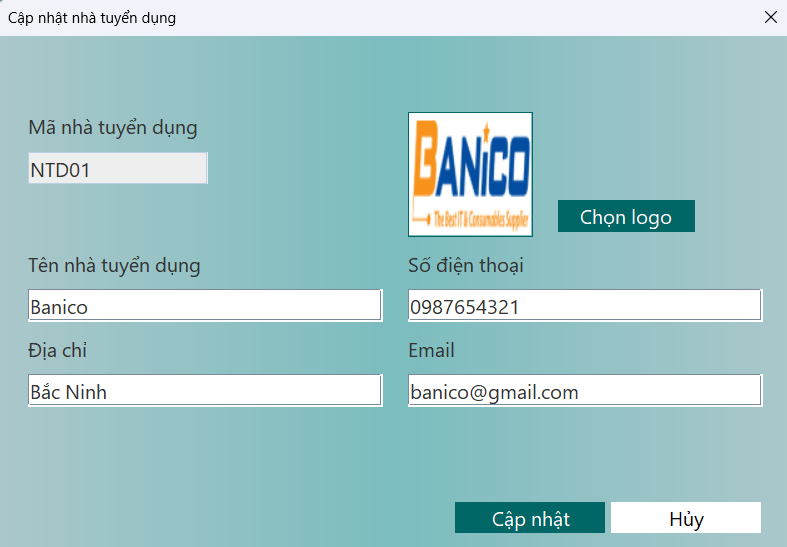 Cập nhật nhà tuyển dụng
Mã nhà tuyển dụng
NTD01
BANiCO
The Best IT & Consumables Supplier
Chọn logo
Tên nhà tuyển dụng
Số điện thoại
Banico
0987654321
Địa chỉ
Email
Bắc Ninh
banico@gmail.com
Cập nhật
Hủy